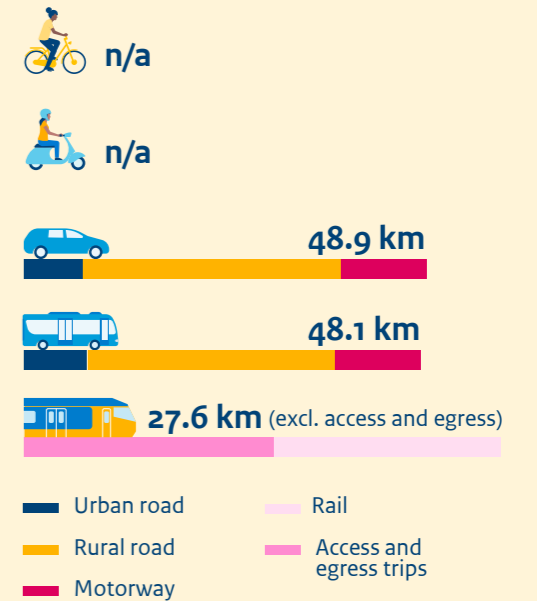 n/a
n/a
48.9 km
48.1 km
27.6 km (excl. access and egress)
Urban road
Rural road
Motorway
Rail
Access and
egress trips